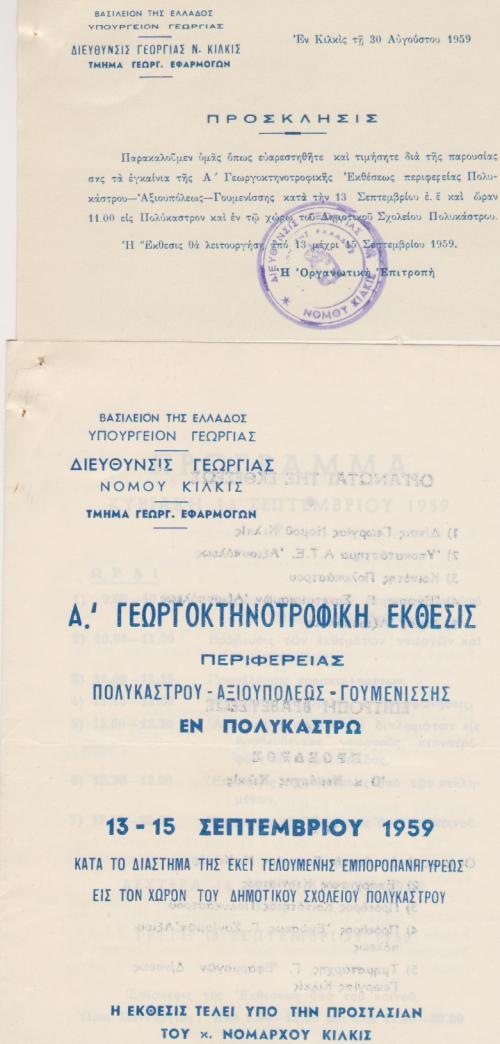 ΒΑΣΙΛΕΙΟΝ ΤΗΣ ΕΛΛΑΔΟΣ
ΥΠΟΥΡΓΕΙΟΝ ΓΕΩΡΓΙΑΣ
ΔΙΕΥΘΥΝΣΙΣ ΓΕΩΡΓΙΑΣ Ν. ΚΙΛΚΙΣ
ΤΜΗΜΑ ΓΕΩΡΓ. ΕΦΑΡΜΟΓΩΝ
Ἐν Κιλκὶς τῇ 30 Αὐγούστου 1959
ΠΡΟΣΚΛΗΣΙΣ
Παρακαλοῦμεν ὑμᾶς ὅπως εὐαρεστηθῆτε καὶ τιμήσητε διὰ τῆς παρουσίας
σας τὰ ἐγκαίνια τῆς Α' Γεωργοκτηνοτροφικῆς Ἐκθέσεως περιφερείας Πολυ-
κάστρου—Ἀξιουπόλεως—Γουμενίσσης κατὰ τὴν 13 Σεπτεμβρίου ἐ. ἔ καὶ ὥραν
11.00 εἰς Πολύκαστρον καὶ ἐν τῷ χώρῳ τοῦ Δημοτικοῦ Σχολείου Πολυκάστρου.
Ἡ Ἔκθεσις θὰ λειτουργήσῃ ἀπὸ 13 μέχρι 15 Σεπτεμβρίου 1959.
Ἡ Ὀργανωτικὴ Ἐπιτροπὴ
ΔΙΕΥΘΥΝΣΙΣ ΓΕΩΡΓΙΑΣ
ΝΟΜΟΥ ΚΙΛΚΙΣ
ΒΑΣΙΛΕΙΟΝ ΤΗΣ ΕΛΛΑΔΟΣ
ΥΠΟΥΡΓΕΙΟΝ ΓΕΩΡΓΙΑΣ
ΔΙΕΥΘΥΝΣΙΣ ΓΕΩΡΓΙΑΣ
ΝΟΜΟΥ ΚΙΛΚΙΣ
ΤΜΗΜΑ ΓΕΩΡΓ. ΕΦΑΡΜΟΓΩΝ
Α.' ΓΕΩΡΓΟΚΤΗΝΟΤΡΟΦΙΚΗ ΕΚΘΕΣΙΣ
ΠΕΡΙΦΕΡΕΙΑΣ
ΠΟΛΥΚΑΣΤΡΟΥ - ΑΞΙΟΥΠΟΛΕΩΣ - ΓΟΥΜΕΝΙΣΣΗΣ
ΕΝ ΠΟΛΥΚΑΣΤΡΩ
13 - 15 ΣΕΠΤΕΜΒΡΙΟΥ 1959
ΚΑΤΑ ΤΟ ΔΙΑΣΤΗΜΑ ΤΗΣ ΕΚΕΙ ΤΕΛΟΥΜΕΝΗΣ ΕΜΠΟΡΟΠΑΝΗΓΥΡΕΩΣ
ΕΙΣ ΤΟΝ ΧΩΡΟΝ ΤΟΥ ΔΗΜΟΤΙΚΟΥ ΣΧΟΛΕΙΟΥ ΠΟΛΥΚΑΣΤΡΟΥ
Η ΕΚΘΕΣΙΣ ΤΕΛΕΙ ΥΠΟ ΤΗΝ ΠΡΟΣΤΑΣΙΑΝ
ΤΟΥ κ. ΝΟΜΑΡΧΟΥ ΚΙΛΚΙΣ